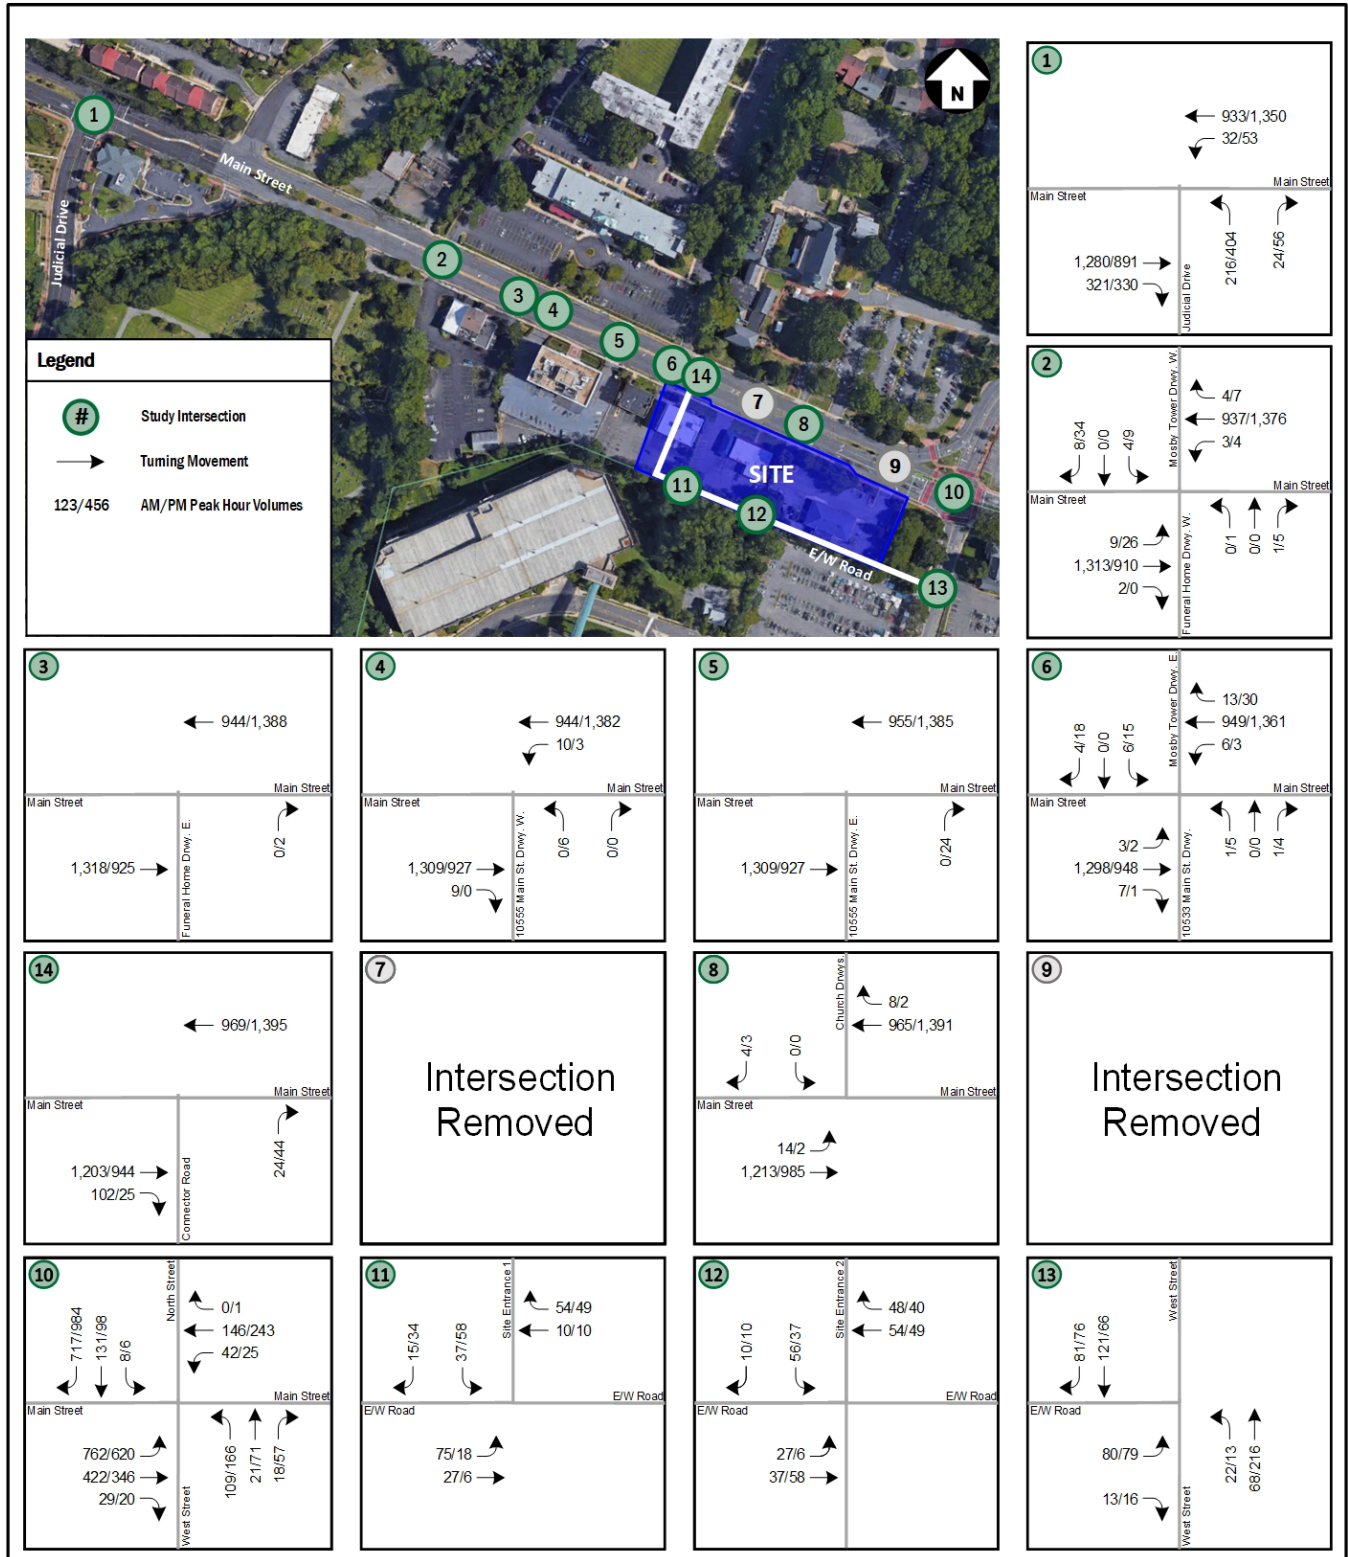 1
2
3
4
5
6
14
7
8
9
10
11
12
13
N
Main Street
Judicial Drive
SITE
E/W Road
Legend
# Study Intersection
Turning Movement
123/456 AM/PM Peak Hour Volumes
1
933/1,350
32/53
Main Street
Main Street
1,280/891
321/330
Judicial Drive
216/404
24/56
2
Mosby Tower Drwy. W.
8/34
0/0
4/9
4/7
937/1,376
3/4
Main Street
Main Street
9/26
1,313/910
2/0
Funeral Home Drwy. W.
0/1
0/0
1/5
3
944/1,388
Main Street
Main Street
1,318/925
Funeral Home Drwy. E.
0/2
4
944/1,382
10/3
Main Street
Main Street
1,309/927
9/0
10555 Main St. Drwy. W.
0/6
0/0
5
955/1,385
Main Street
Main Street
1,309/927
10555 Main St. Drwy. E.
0/24
6
Mosby Tower Drwy. E.
4/18
0/0
6/15
13/30
949/1,361
6/3
Main Street
Main Street
3/2
1,298/948
7/1
10533 Main St. Drwy.
1/5
0/0
1/4
14
969/1,395
Main Street
Main Street
1,203/944
102/25
Connector Road
24/44
7
Intersection
Removed
8
Church Drwys.
4/3
0/0
8/2
965/1,391
Main Street
Main Street
14/2
1,213/985
9
Intersection
Removed
10
North Street
717/984
131/98
8/6
0/1
146/243
42/25
Main Street
Main Street
762/620
422/346
29/20
West Street
109/166
21/71
18/57
11
Site Entrance 1
15/34
37/58
54/49
10/10
E/W Road
E/W Road
75/18
27/6
12
Site Entrance 2
10/10
56/37
48/40
54/49
E/W Road
E/W Road
27/6
37/58
13
West Street
81/76
121/66
E/W Road
80/79
13/16
West Street
22/13
68/216